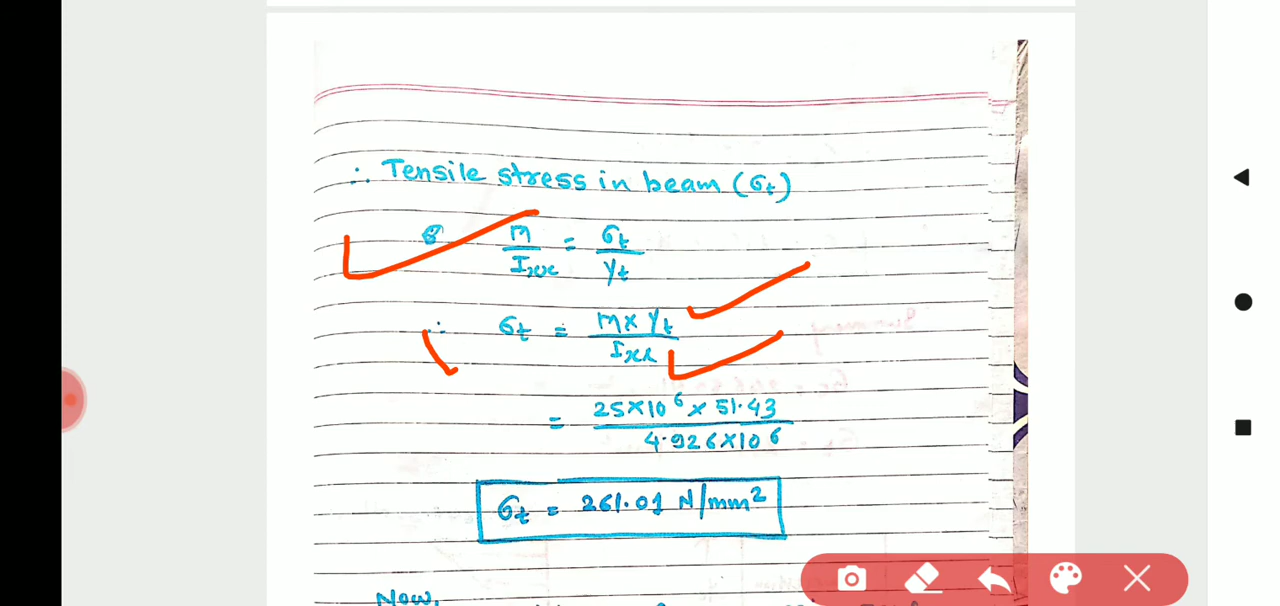 ∴ Tensile stress in beam (σt)
M/Ixx = σt/Yt
∴ σt = M×Yt/Ixx
= 25×10⁶ × 51.43/4.926×10⁶
σt = 261.01 N/mm²
Now,